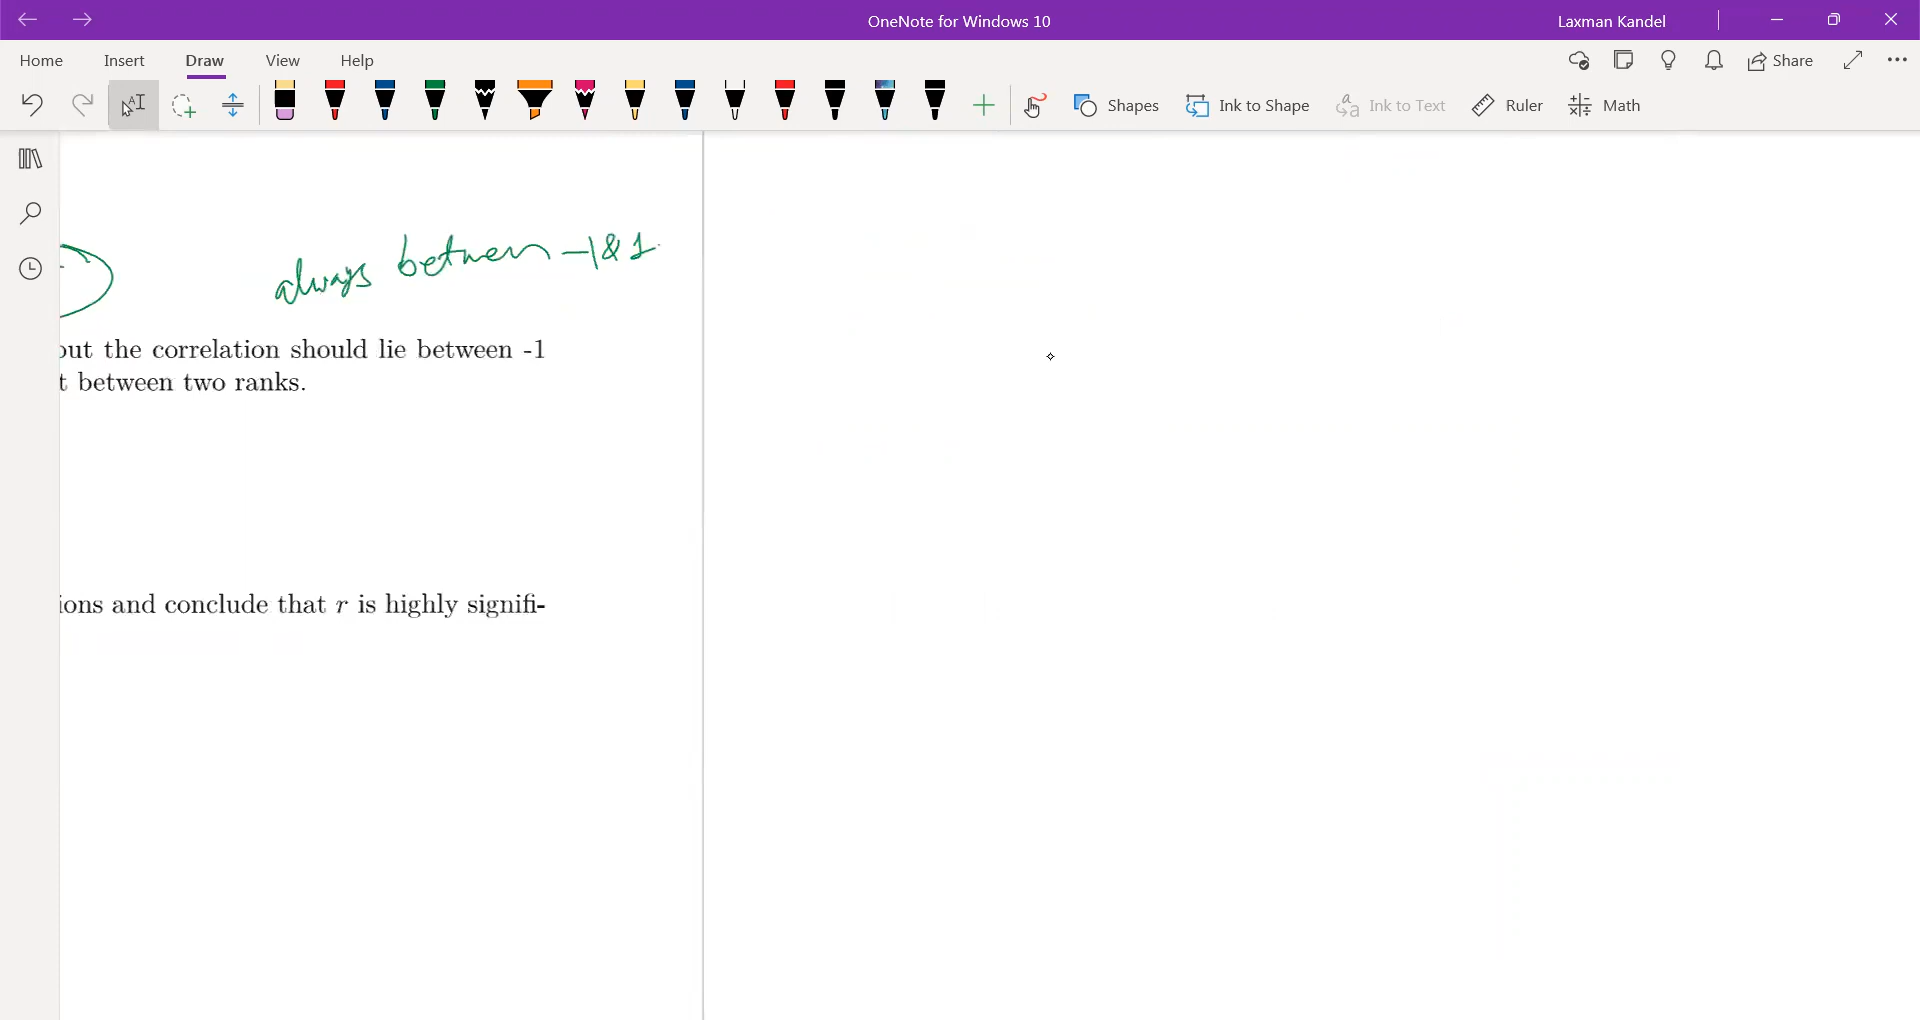 OneNote for Windows 10
Laxman Kandel
Home Insert Draw View Help
Share
Shapes Ink to Shape Ink to Text Ruler Math
always between -1 & 1.
out the correlation should lie between -1
t between two ranks.
ions and conclude that r is highly signifi-